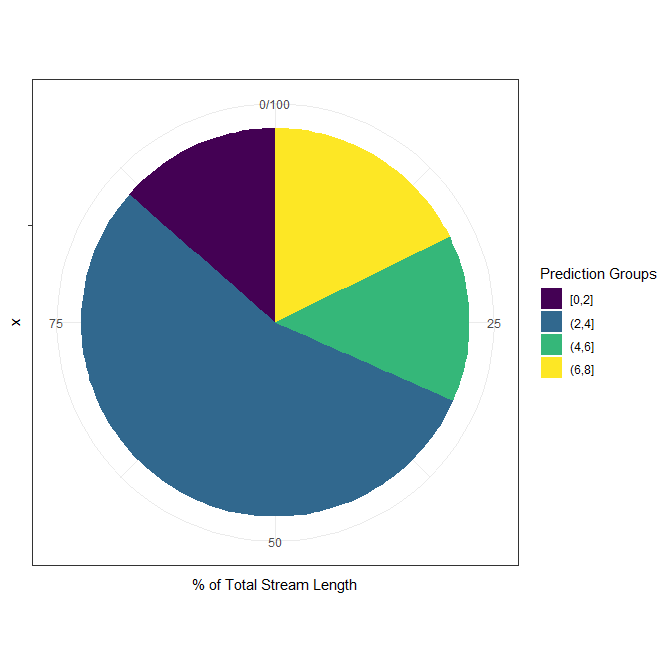 0/100
Prediction Groups
[0,2]
(2,4]
(4,6]
(6,8]
x
75
25
50
% of Total Stream Length